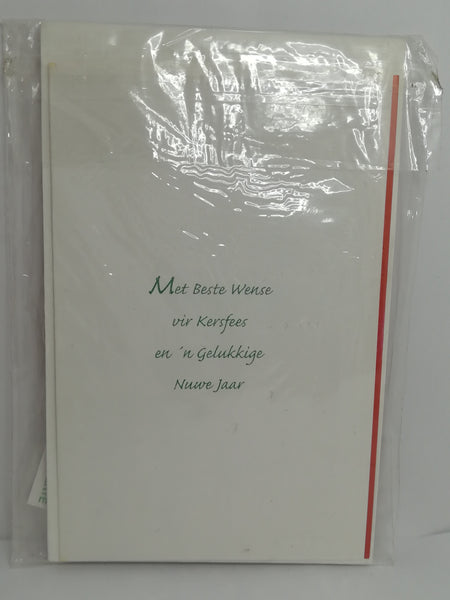 Met Beste Wense
vir Kersfees
en 'n Gelukkige
Nuwe Jaar